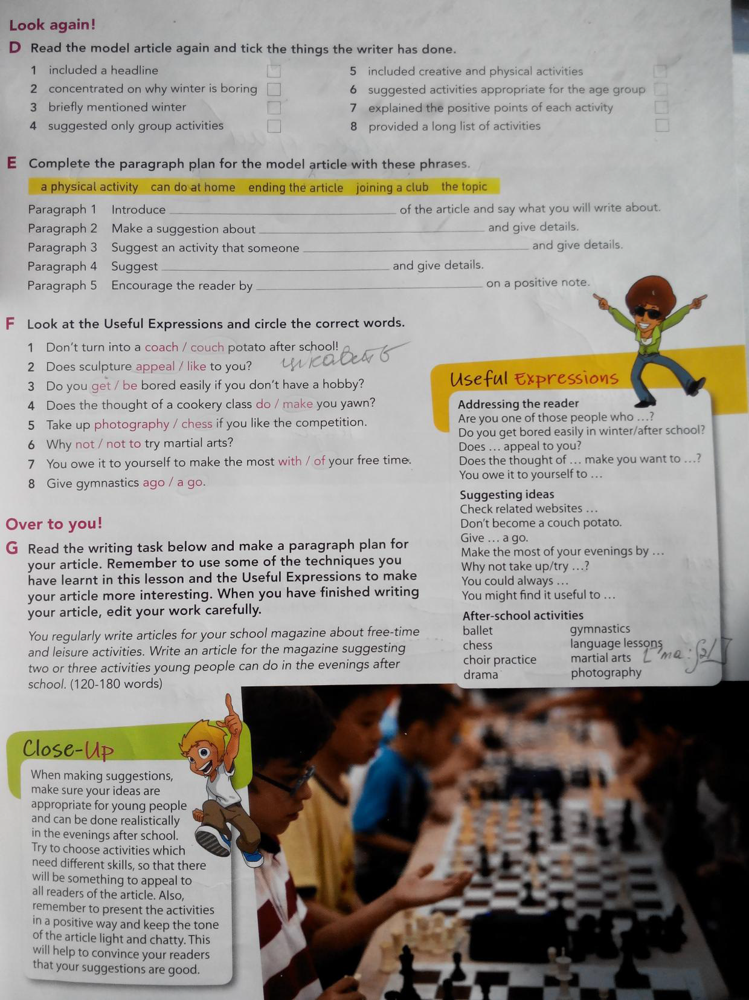 Look again!
D Read the model article again and tick the things the writer has done.
1 included a headline
2 concentrated on why winter is boring
3 briefly mentioned winter
4 suggested only group activities
5 included creative and physical activities
6 suggested activities appropriate for the age group
7 explained the positive points of each activity
8 provided a long list of activities
E Complete the paragraph plan for the model article with these phrases.
a physical activity can do at home ending the article joining a club the topic
Paragraph 1 Introduce ____ of the article and say what you will write about.
Paragraph 2 Make a suggestion about ____ and give details.
Paragraph 3 Suggest an activity that someone ____ and give details.
Paragraph 4 Suggest ____ and give details.
Paragraph 5 Encourage the reader by ____ on a positive note.
F Look at the Useful Expressions and circle the correct words.
1 Don't turn into a coach / couch potato after school!
2 Does sculpture appeal / like to you?
3 Do you get / be bored easily if you don't have a hobby?
4 Does the thought of a cookery class do / make you yawn?
5 Take up photography / chess if you like the competition.
6 Why not / not to try martial arts?
7 You owe it to yourself to make the most with / of your free time.
8 Give gymnastics ago / a go.
Over to you!
G Read the writing task below and make a paragraph plan for
your article. Remember to use some of the techniques you
have learnt in this lesson and the Useful Expressions to make
your article more interesting. When you have finished writing
your article, edit your work carefully.
You regularly write articles for your school magazine about free-time
and leisure activities. Write an article for the magazine suggesting
two or three activities young people can do in the evenings after
school. (120-180 words)
Useful Expressions
Addressing the reader
Are you one of those people who ...?
Do you get bored easily in winter/after school?
Does ... appeal to you?
Does the thought of ... make you want to ...?
You owe it to yourself to ...
Suggesting ideas
Check related websites ...
Don't become a couch potato.
Give ... a go.
Make the most of your evenings by ...
Why not take up/try ...?
You could always ...
You might find it useful to ...
After-school activities
ballet
chess
choir practice
drama
gymnastics
language lessons
martial arts
photography
Close-Up
When making suggestions,
make sure your ideas are
appropriate for young people
and can be done realistically
in the evenings after school.
Try to choose activities which
need different skills, so that there
will be something to appeal to
all readers of the article. Also,
remember to present the activities
in a positive way and keep the tone
of the article light and chatty. This
will help to convince your readers
that your suggestions are good.